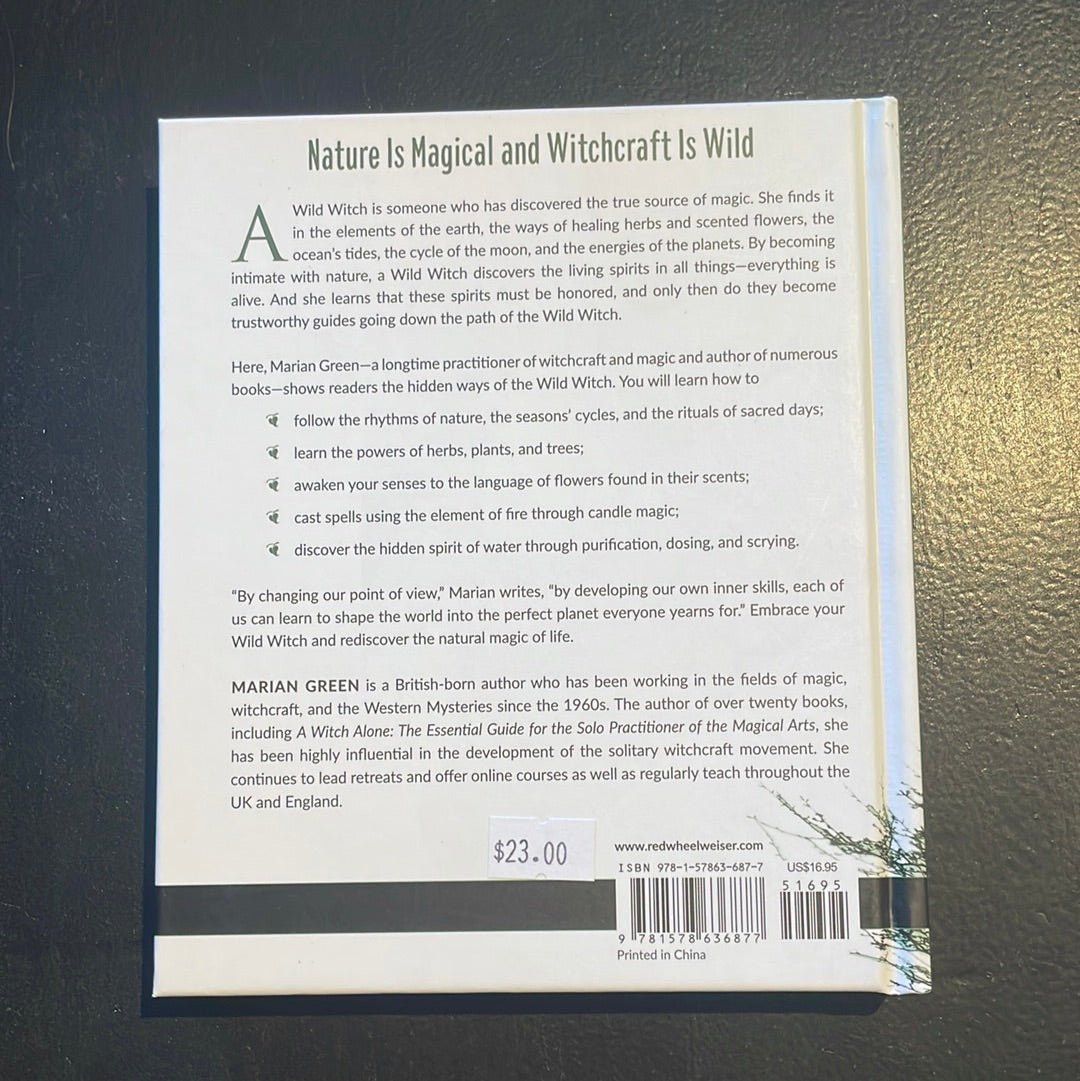 Nature Is Magical and Witchcraft Is Wild
A Wild Witch is someone who has discovered the true source of magic. She finds it
in the elements of the earth, the ways of healing herbs and scented flowers, the
ocean's tides, the cycle of the moon, and the energies of the planets. By becoming
intimate with nature, a Wild Witch discovers the living spirits in all things—everything is
alive. And she learns that these spirits must be honored, and only then do they become
trustworthy guides going down the path of the Wild Witch.
Here, Marian Green—a longtime practitioner of witchcraft and magic and author of numerous
books—shows readers the hidden ways of the Wild Witch. You will learn how to
follow the rhythms of nature, the seasons' cycles, and the rituals of sacred days;
learn the powers of herbs, plants, and trees;
awaken your senses to the language of flowers found in their scents;
cast spells using the element of fire through candle magic;
discover the hidden spirit of water through purification, dosing, and scrying.
"By changing our point of view," Marian writes, "by developing our own inner skills, each of
us can learn to shape the world into the perfect planet everyone yearns for." Embrace your
Wild Witch and rediscover the natural magic of life.
MARIAN GREEN is a British-born author who has been working in the fields of magic,
witchcraft, and the Western Mysteries since the 1960s. The author of over twenty books,
including A Witch Alone: The Essential Guide for the Solo Practitioner of the Magical Arts, she
has been highly influential in the development of the solitary witchcraft movement. She
continues to lead retreats and offer online courses as well as regularly teach throughout the
UK and England.
$23.00
www.redwheelweiser.com
ISBN 978-1-57863-687-7 US$16.95
51695
9 781578 636877
Printed in China